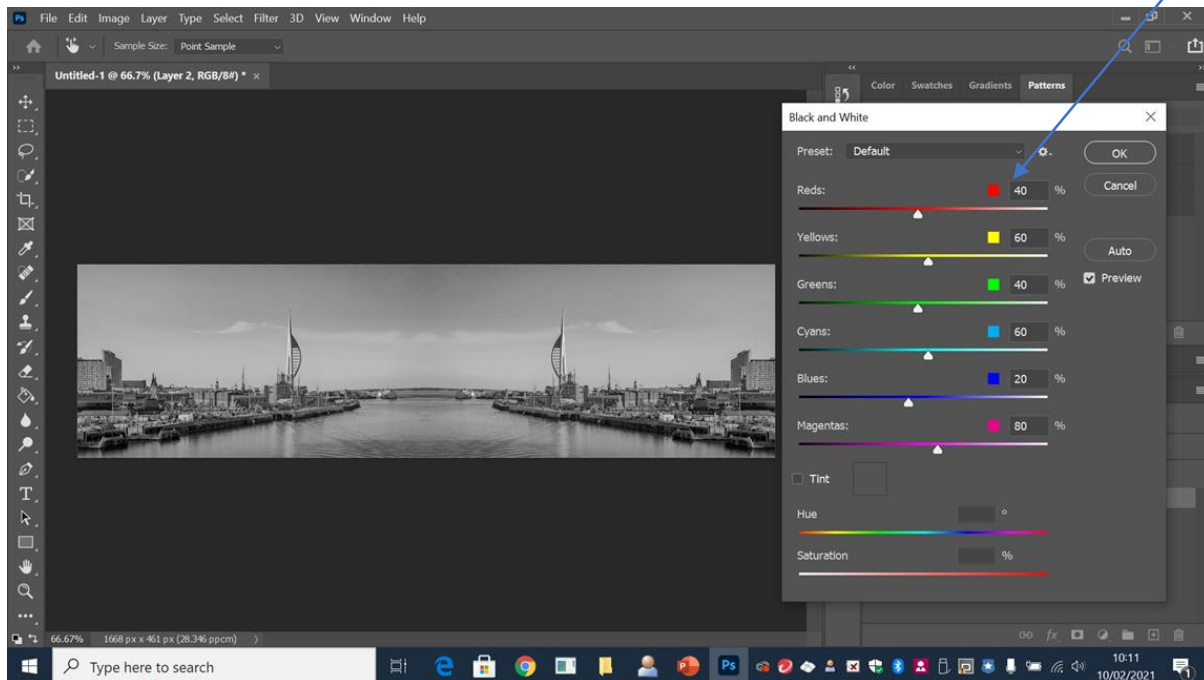 Ps File Edit Image Layer Type Select Filter 3D View Window Help
Sample Size: Point Sample
Untitled-1 @ 66.7% (Layer 2, RGB/8#) * ×
Color Swatches Gradients Patterns
Black and White
Preset: Default
OK
Reds: 40 %
Cancel
Yellows: 60 %
Auto
Greens: 40 %
Preview
Cyans: 60 %
Blues: 20 %
Magentas: 80 %
Tint
Hue °
Saturation %
66.67% 1668 px x 461 px (28.346 ppcm)
fx
Type here to search
Ps
10:11
10/02/2021